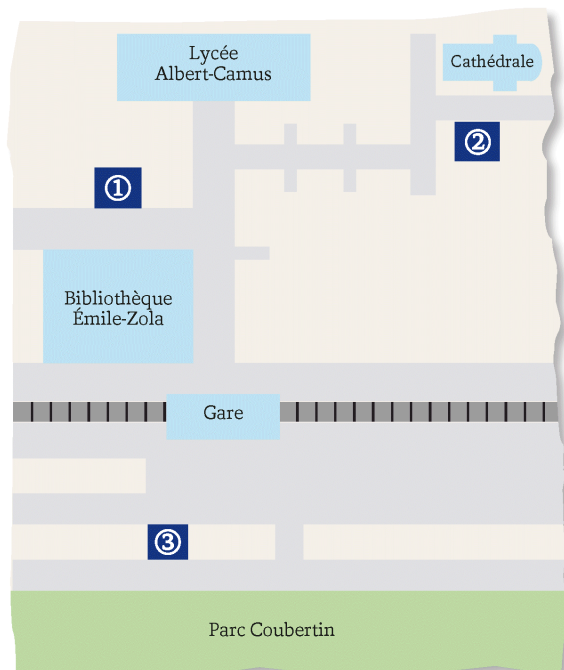 Lycée
Albert-Camus
Cathédrale
②
①
Bibliothèque
Émile-Zola
Gare
③
Parc Coubertin